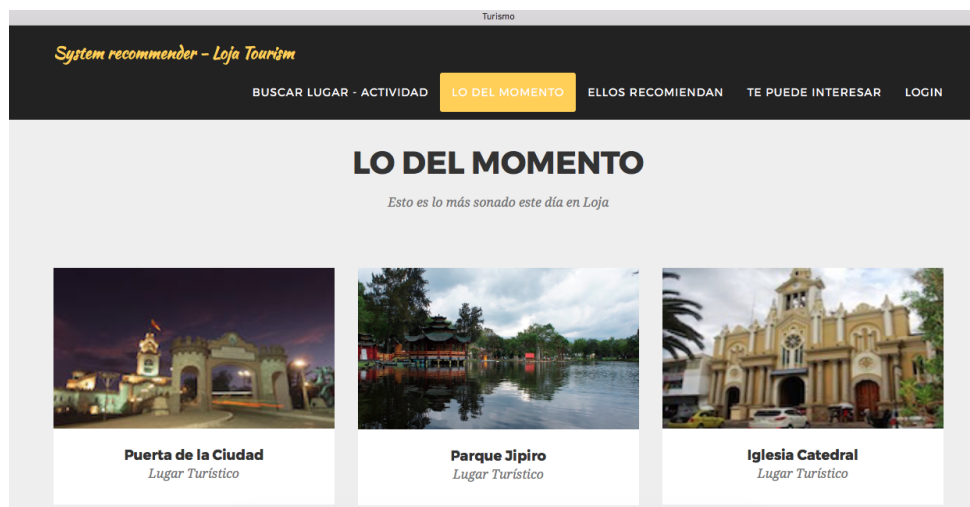 Turismo
System recommender – Loja Tourism
BUSCAR LUGAR - ACTIVIDAD LO DEL MOMENTO ELLOS RECOMIENDAN TE PUEDE INTERESAR LOGIN
LO DEL MOMENTO
Esto es lo más sonado este día en Loja
Puerta de la Ciudad
Lugar Turístico
Parque Jipiro
Lugar Turístico
Iglesia Catedral
Lugar Turístico